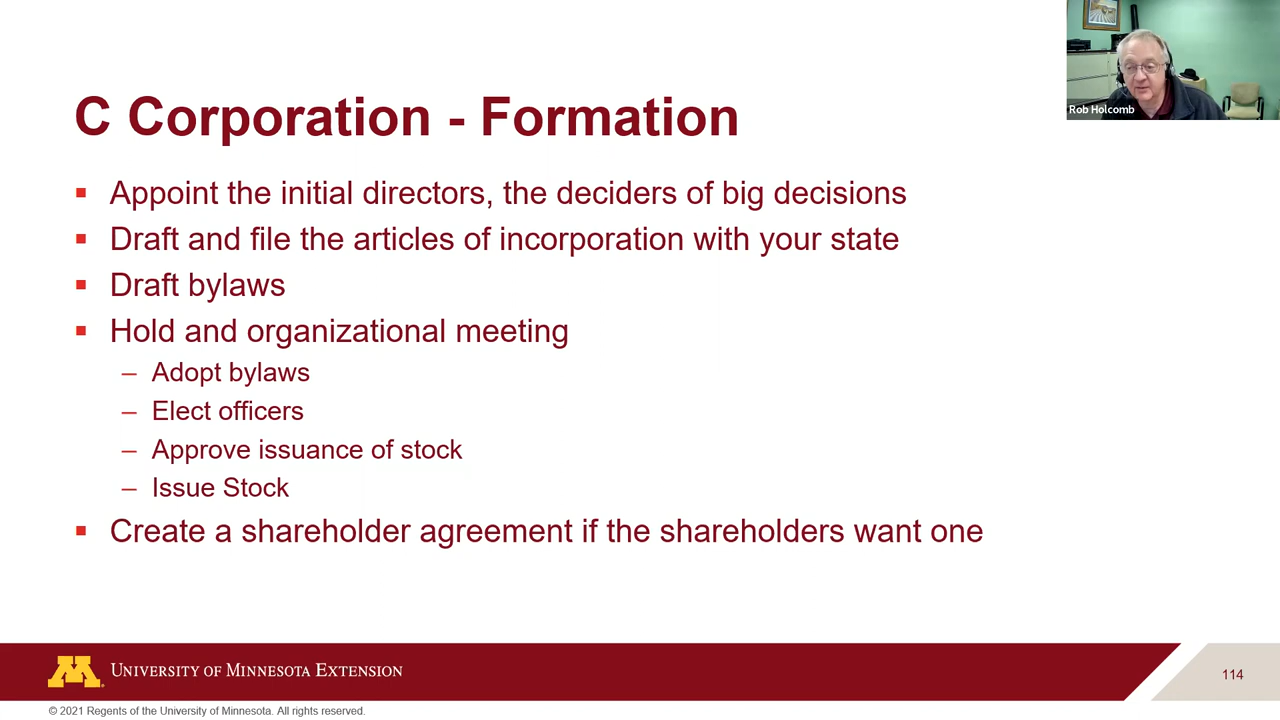 Rob Holcomb
C Corporation - Formation
▪ Appoint the initial directors, the deciders of big decisions
▪ Draft and file the articles of incorporation with your state
▪ Draft bylaws
▪ Hold and organizational meeting
– Adopt bylaws
– Elect officers
– Approve issuance of stock
– Issue Stock
▪ Create a shareholder agreement if the shareholders want one
M University of Minnesota Extension
114
© 2021 Regents of the University of Minnesota. All rights reserved.